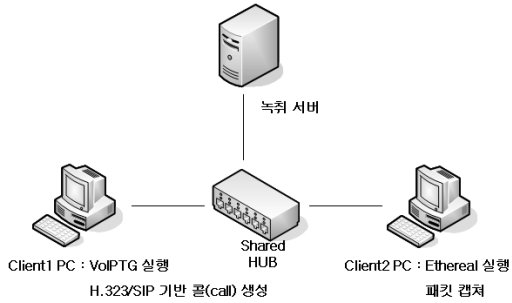 녹취 서버
Shared
HUB
Client1 PC : VoIPTG 실행
Client2 PC : Ethereal 실행
H.323/SIP 기반 콜(call) 생성
패킷 캡쳐